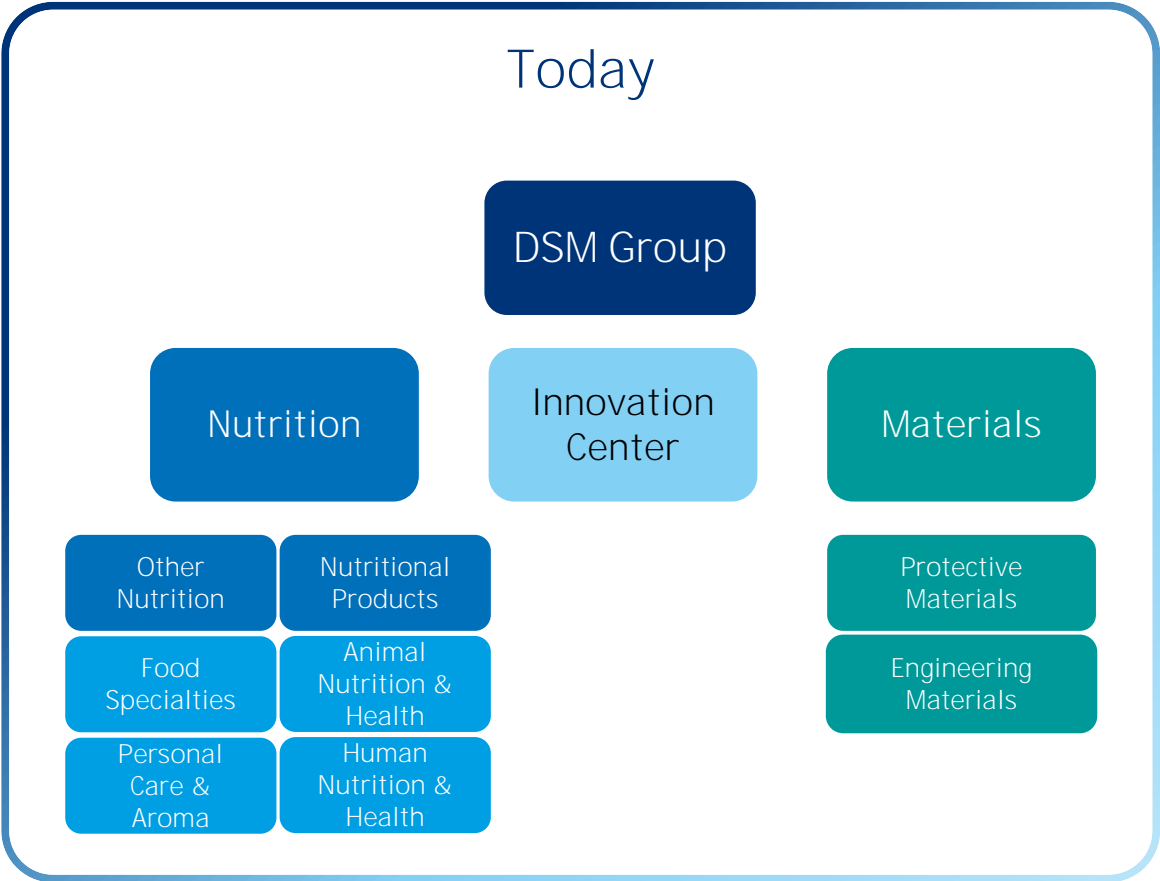 Today
DSM Group
Nutrition
Innovation
Center
Materials
Other
Nutrition
Nutritional
Products
Protective
Materials
Food
Specialties
Animal
Nutrition &
Health
Engineering
Materials
Personal
Care &
Aroma
Human
Nutrition &
Health